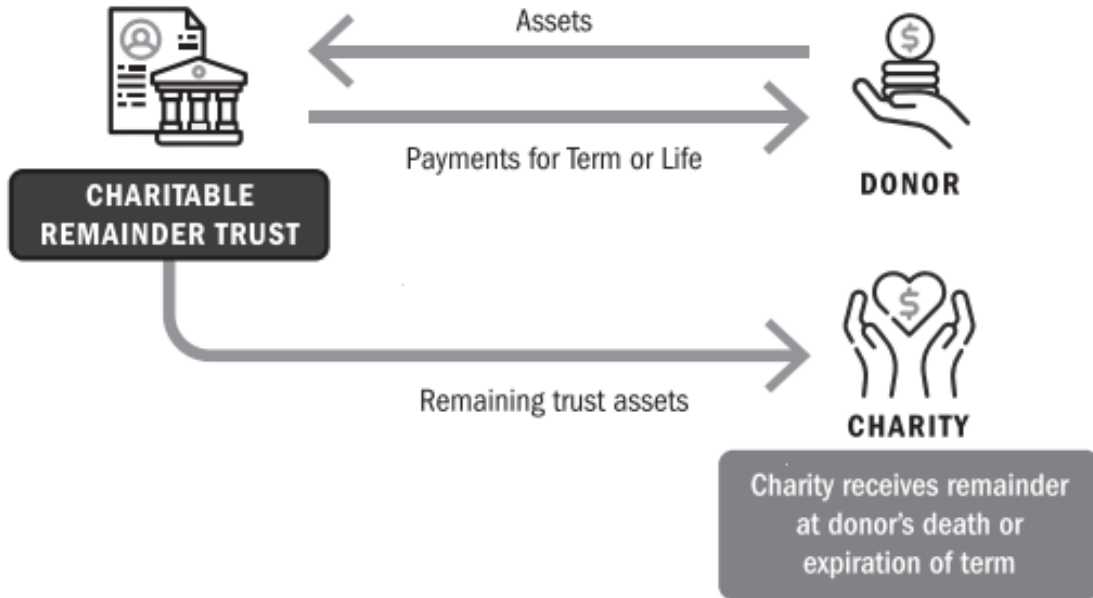 Assets
$
Payments for Term or Life
DONOR
CHARITABLE
REMAINDER TRUST
$
Remaining trust assets
CHARITY
Charity receives remainder
at donor’s death or
expiration of term